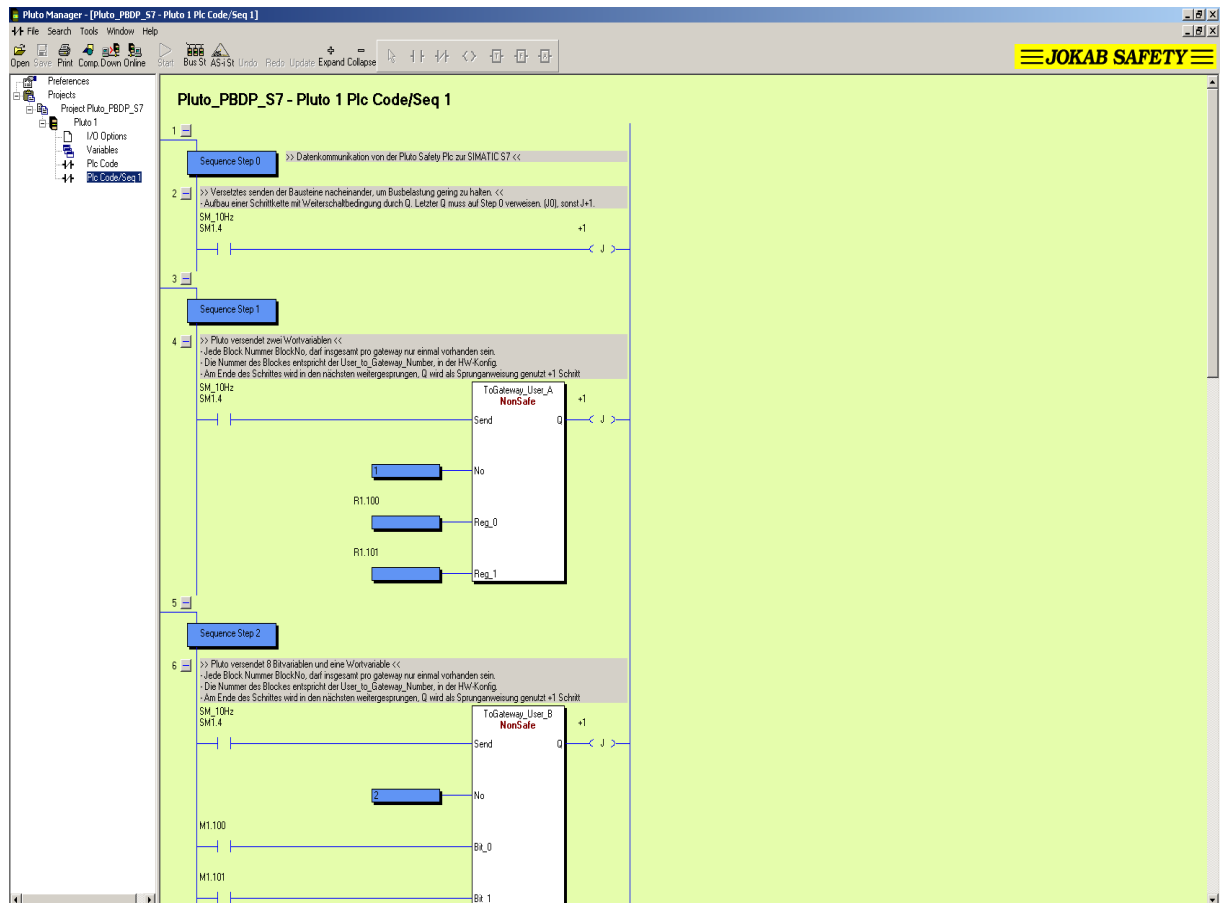 Pluto Manager - [Pluto_PBDP_S7 - Pluto 1 Plc Code/Seq 1]
File Search Tools Window Help
Open Save Print Comp. Down Online Start Bus St AS-i St Undo Redo Update Expand Collapse
JOKAB SAFETY
Preferences
Projects
Project Pluto_PBDP_S7
Pluto 1
I/O Options
Variables
Plc Code
Plc Code/Seq 1
Pluto_PBDP_S7 - Pluto 1 Plc Code/Seq 1
1
Sequence Step 0
>> Datenkommunikation von der Pluto Safety Plc zur SIMATIC S7 <<
2
>> Versetztes senden der Bausteine nacheinander, um Busbelastung gering zu halten. <<
- Aufbau einer Schrittkette mit Weiterschaltbedingung durch Q. Letzter Q muss auf Step 0 verweisen. (J0), sonst J+1.
SM_10Hz
SM1.4
+1
J
3
Sequence Step 1
4
>> Pluto versendet zwei Wortvariablen <<
- Jede Block Nummer BlockNo, darf insgesamt pro gateway nur einmal vorhanden sein.
- Die Nummer des Blockes entspricht der User_to_Gateway_Number, in der HW-Konfig.
- Am Ende des Schrittes wird in den nächsten weitergesprungen, Q wird als Sprunganweisung genutzt +1 Schritt
SM_10Hz
SM1.4
ToGateway_User_A
NonSafe
+1
Send Q J
1 No
R1.100
Reg_0
R1.101
Reg_1
5
Sequence Step 2
6
>> Pluto versendet 8 Bitvariablen und eine Wortvariable <<
- Jede Block Nummer BlockNo, darf insgesamt pro gateway nur einmal vorhanden sein.
- Die Nummer des Blockes entspricht der User_to_Gateway_Number, in der HW-Konfig.
- Am Ende des Schrittes wird in den nächsten weitergesprungen, Q wird als Sprunganweisung genutzt +1 Schritt
SM_10Hz
SM1.4
ToGateway_User_B
NonSafe
+1
Send Q J
2 No
M1.100
Bit_0
M1.101
Bit_1